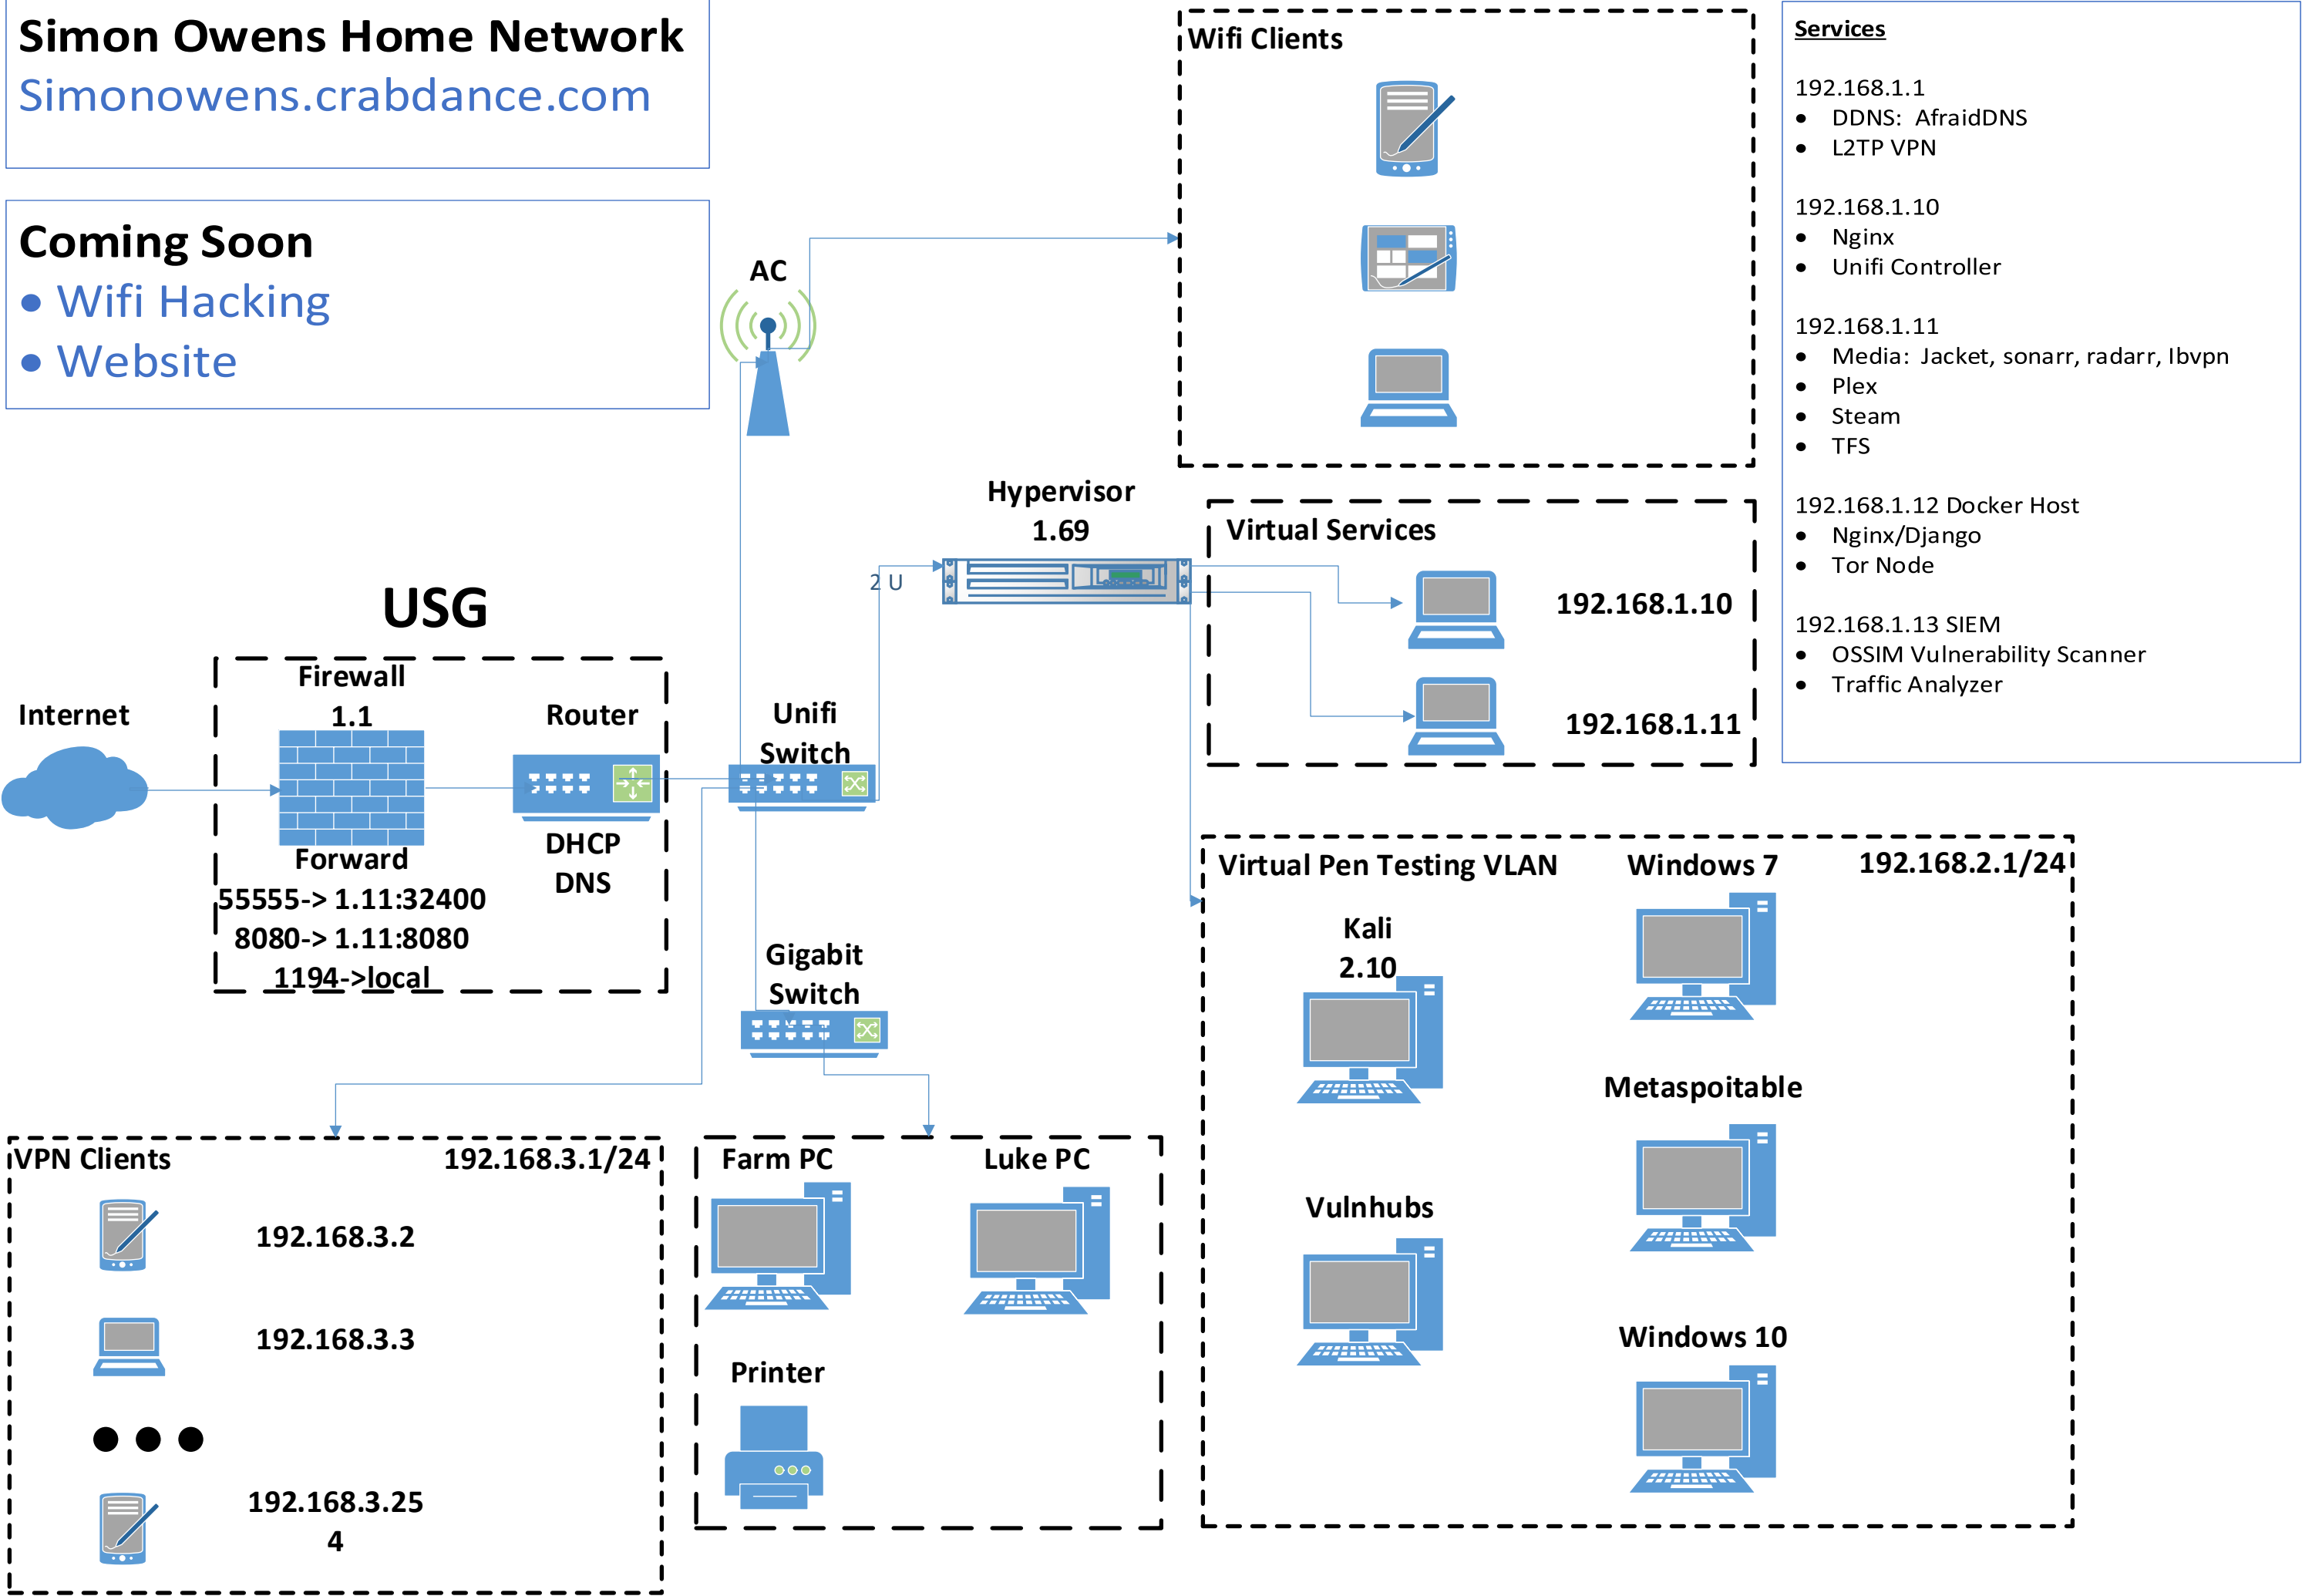 Simon Owens Home Network
Simonowens.crabdance.com
Coming Soon
• Wifi Hacking
• Website
AC
Wifi Clients
Services
192.168.1.1
• DDNS: AfraidDNS
• L2TP VPN
192.168.1.10
• Nginx
• Unifi Controller
192.168.1.11
• Media: Jacket, sonarr, radarr, Ibvpn
• Plex
• Steam
• TFS
192.168.1.12 Docker Host
• Nginx/Django
• Tor Node
192.168.1.13 SIEM
• OSSIM Vulnerability Scanner
• Traffic Analyzer
Hypervisor
1.69
2 U
Virtual Services
192.168.1.10
192.168.1.11
USG
Internet
Firewall
1.1
Router
DHCP
DNS
Forward
55555-> 1.11:32400
8080-> 1.11:8080
1194->local
Unifi
Switch
Gigabit
Switch
Virtual Pen Testing VLAN
192.168.2.1/24
Kali
2.10
Windows 7
Metaspoitable
Vulnhubs
Windows 10
VPN Clients
192.168.3.1/24
192.168.3.2
192.168.3.3
192.168.3.25
4
Farm PC
Luke PC
Printer